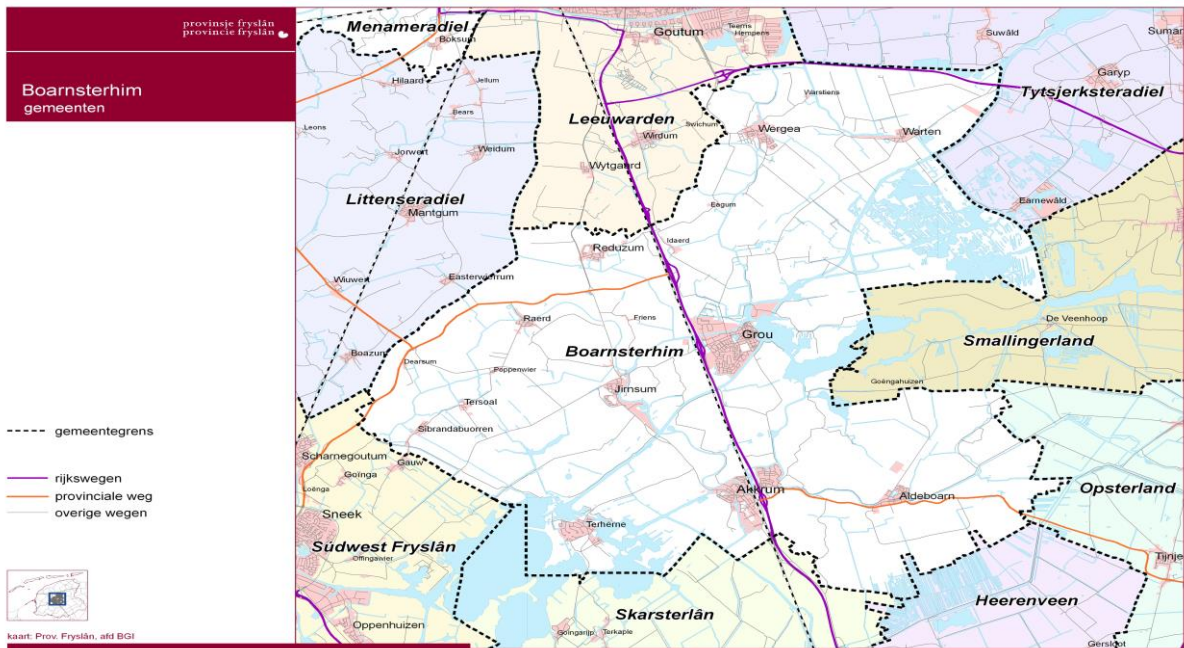 provinsje fryslân
provincie fryslân
Boarnsterhim
gemeenten
gemeentegrens
rijkswegen
provinciale weg
overige wegen
kaart: Prov. Fryslân, afd BGI
Menameradiel
Boksum
Goutum
Teerns
Hempens
Suwâld
Sumar
Hilaard
Jellum
Garyp
Tytsjerksteradiel
Bears
Warstiens
Leeuwarden
Swichum
Leons
Wirdum
Wergea
Warten
Jorwert
Weidum
Wytgaard
Littenseradiel
Mantgum
Eagum
Earnewâld
Reduzum
Idaerd
Wiuwert
Easterwierrum
Raerd
Friens
De Veenhoop
Grou
Smallingerland
Boazum
Dearsum
Boarnsterhim
Poppenwier
Goëngahuizen
Jirnsum
Tersoal
Sibrandabuorren
Scharnegoutum
Gauw
Goïnga
Loënga
Akkrum
Aldeboarn
Opsterland
Sneek
Terherne
Súdwest Fryslân
Offingawier
Tijnje
Heerenveen
Skarsterlân
Oppenhuizen
Goingarijp
Terkaple
Gersloot